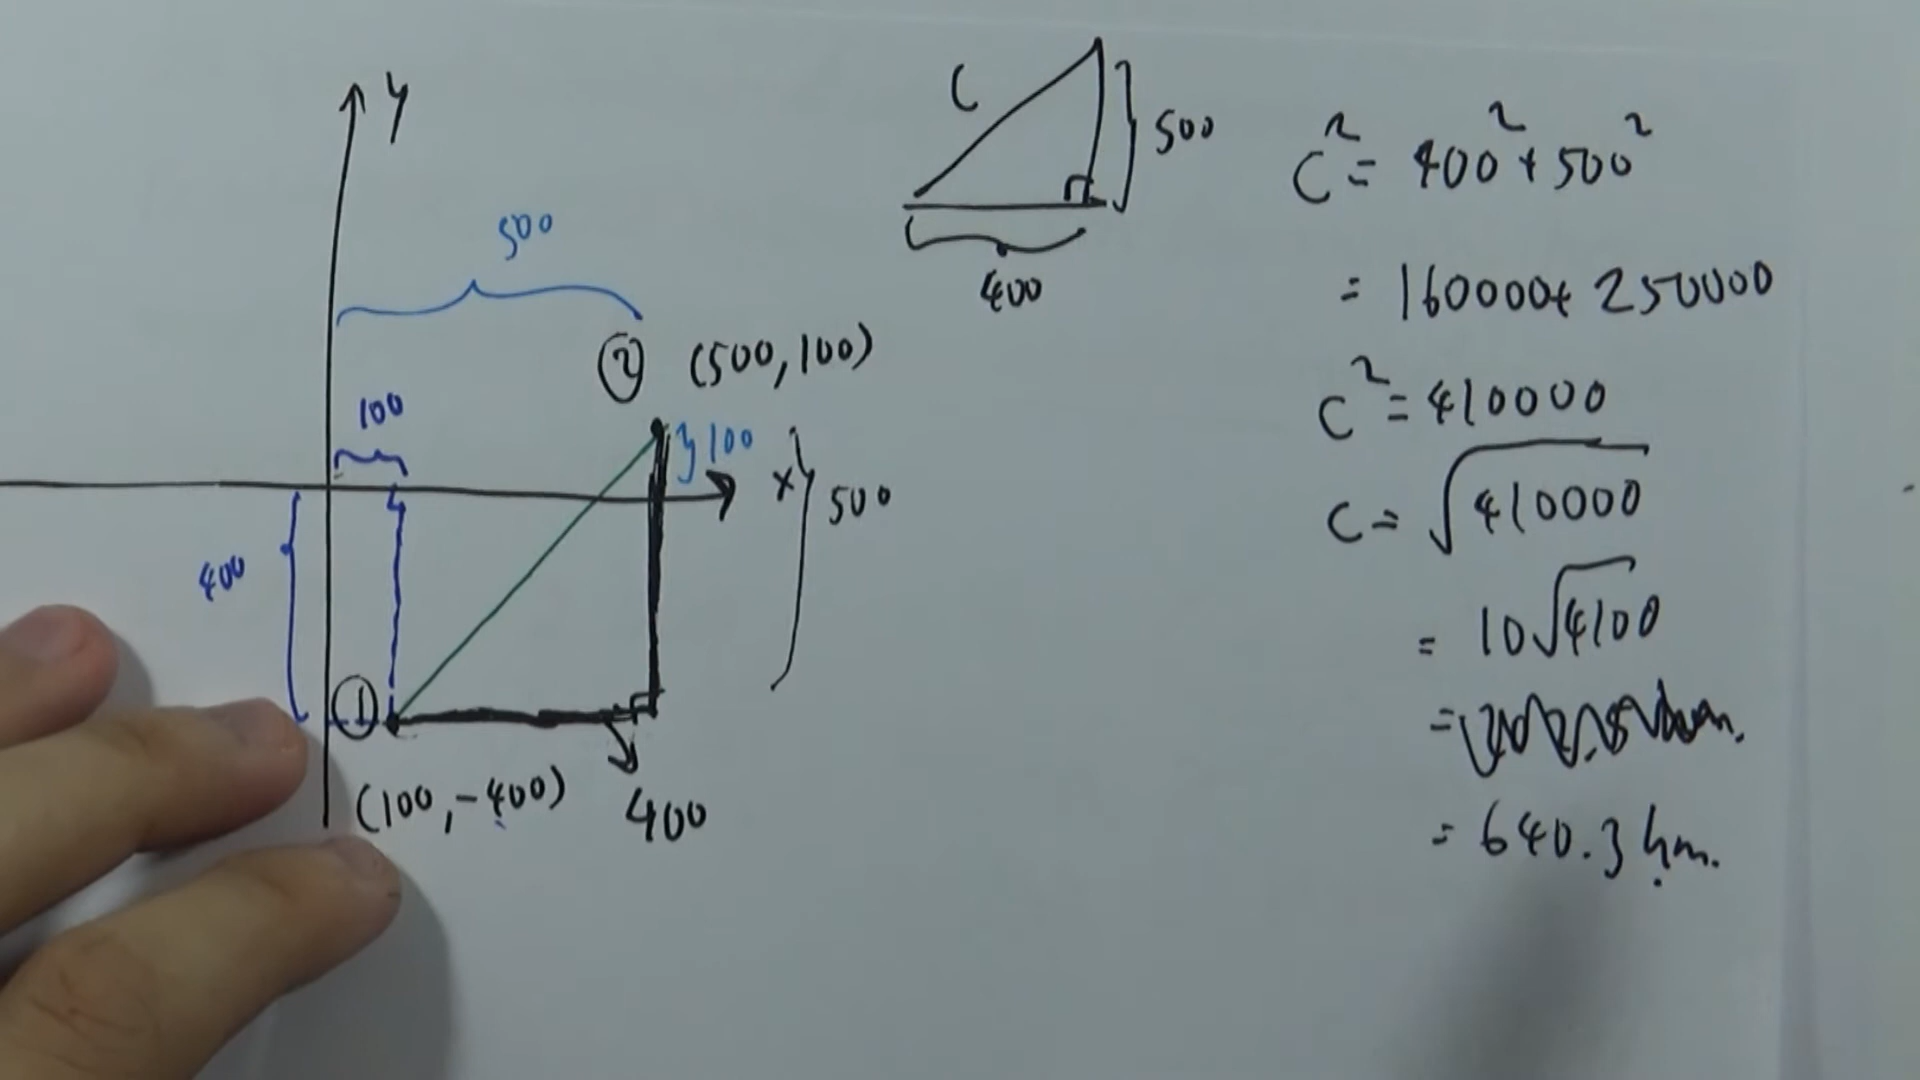 y
500
② (500,100)
100
} 100
x
500
400
①
(100,-400)
400
C
500
400
C² = 400² + 500²
= 160000 + 250000
C² = 410000
C = √410000
= 10√4100
= 640.3 km.